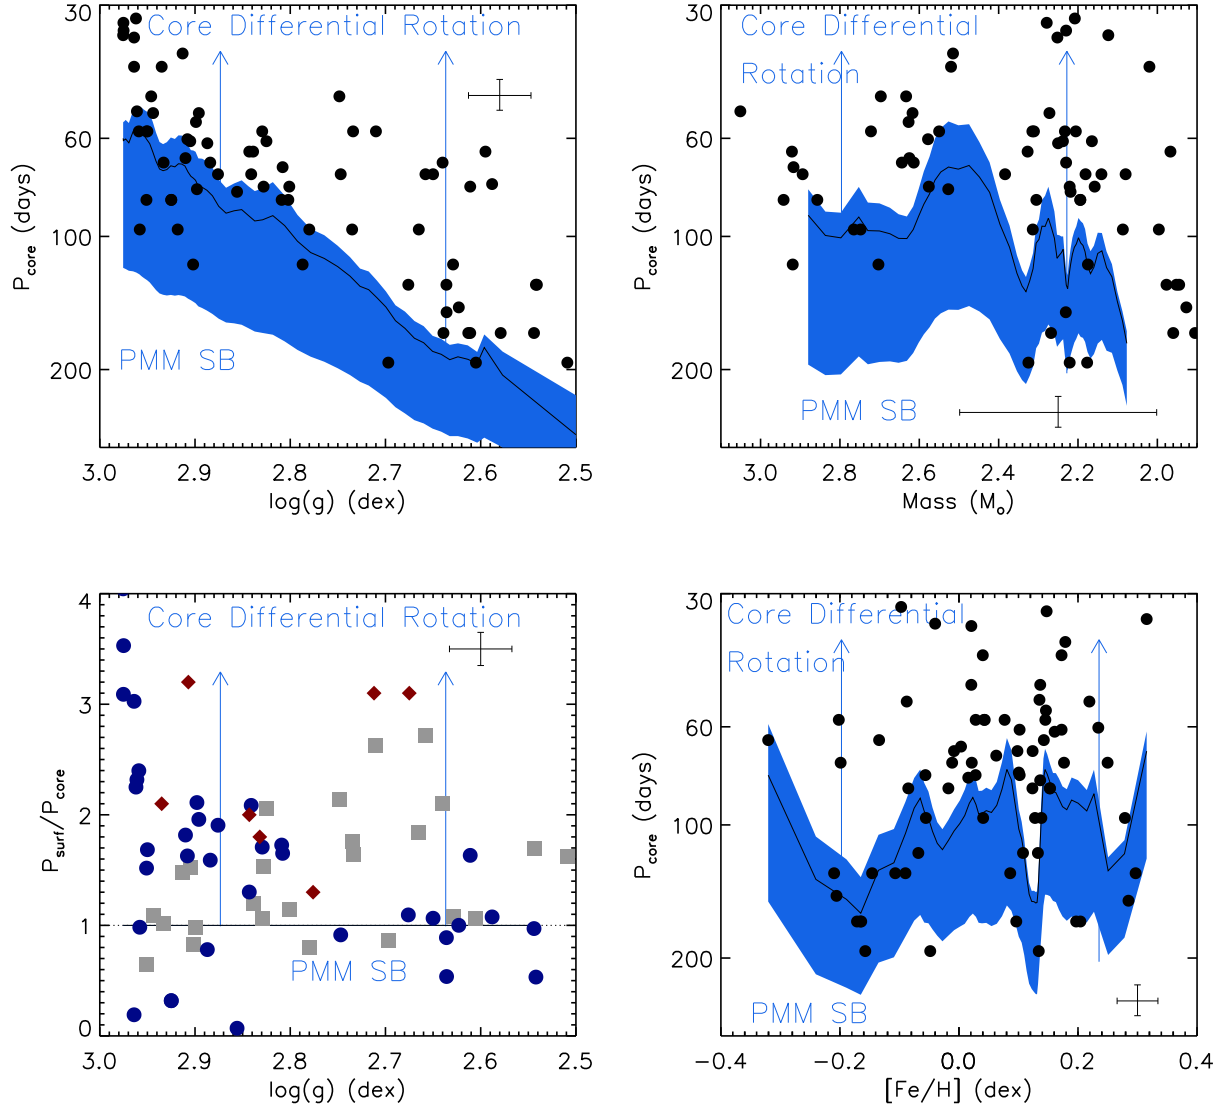 30
60
100
200
P_core (days)
Core Differential Rotation
PMM SB
3.0 2.9 2.8 2.7 2.6 2.5
log(g) (dex)
30
60
100
200
P_core (days)
Core Differential
Rotation
PMM SB
3.0 2.8 2.6 2.4 2.2 2.0
Mass (M_o)
4
3
2
1
0
P_surf/P_core
Core Differential Rotation
PMM SB
3.0 2.9 2.8 2.7 2.6 2.5
log(g) (dex)
30
60
100
200
P_core (days)
Core Differential
Rotation
PMM SB
−0.4 −0.2 0.0 0.2 0.4
[Fe/H] (dex)